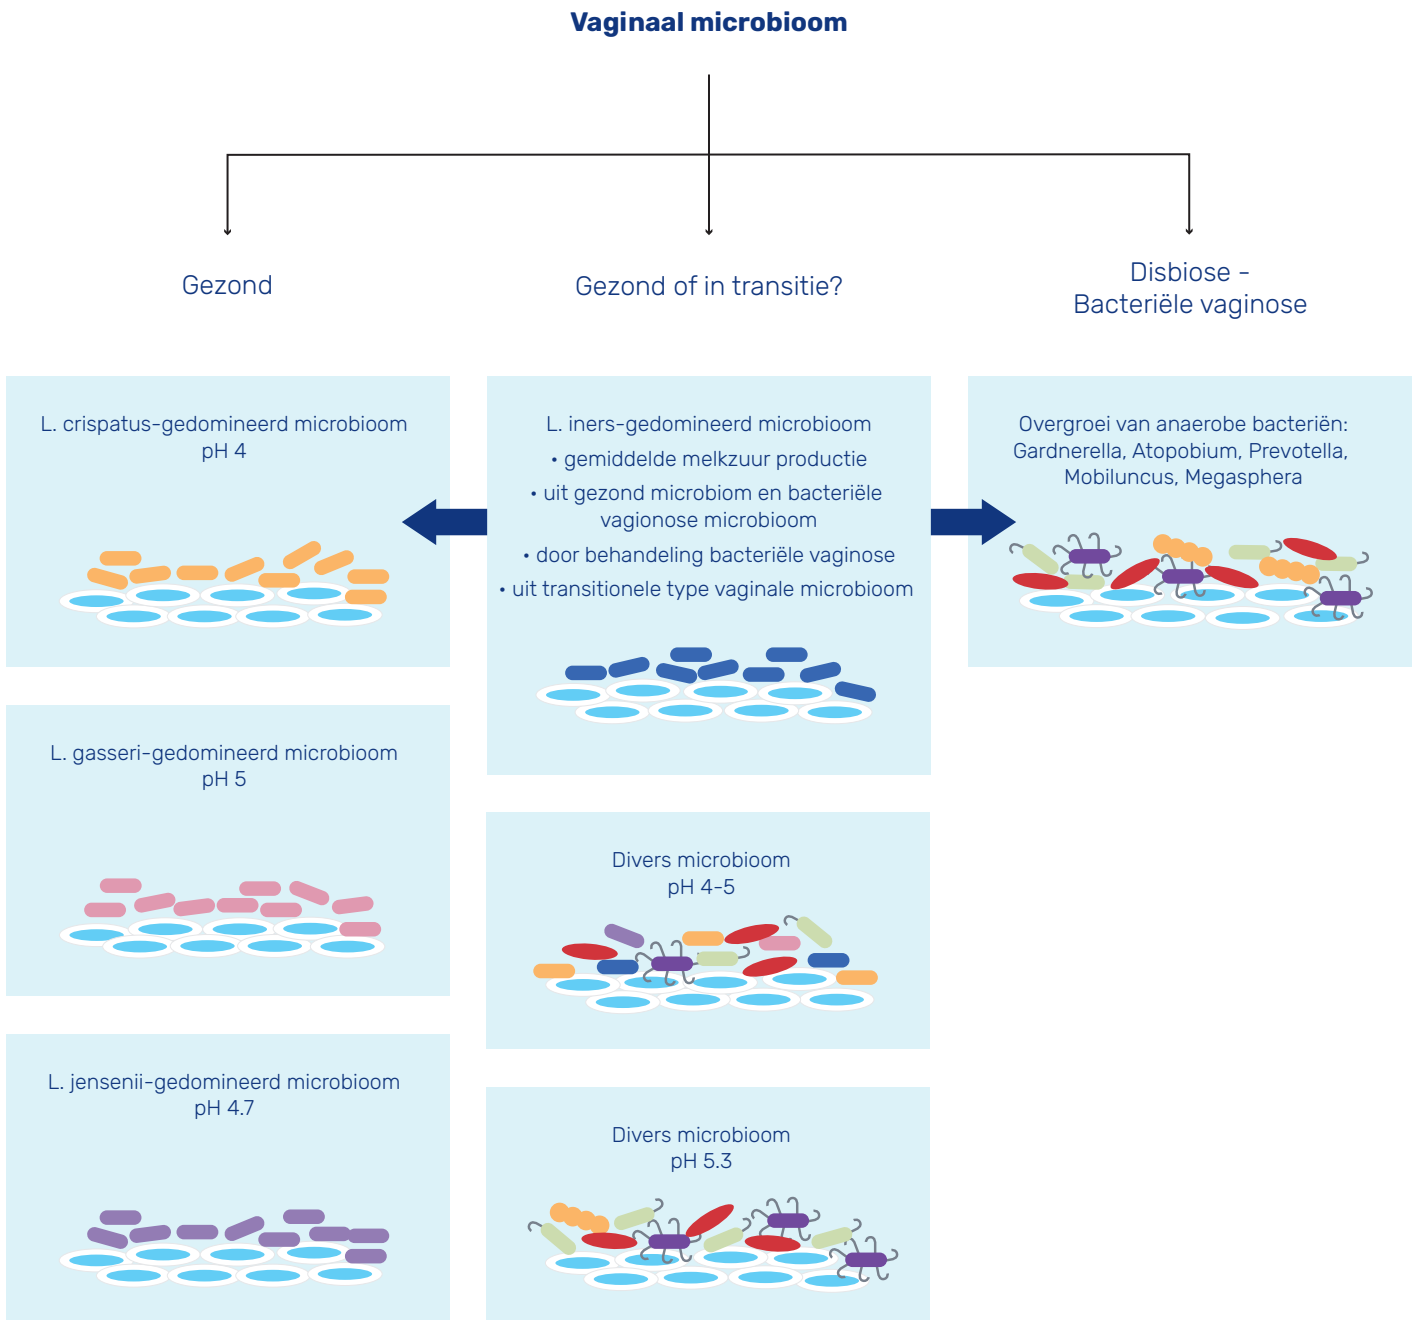 Vaginaal microbioom
Gezond
Gezond of in transitie?
Disbiose -
Bacteriële vaginose
L. crispatus-gedomineerd microbioom
pH 4
L. gasseri-gedomineerd microbioom
pH 5
L. jensenii-gedomineerd microbioom
pH 4.7
L. iners-gedomineerd microbioom
• gemiddelde melkzuur productie
• uit gezond microbiom en bacteriële
vagionose microbioom
• door behandeling bacteriële vaginose
• uit transitionele type vaginale microbioom
Divers microbioom
pH 4-5
Divers microbioom
pH 5.3
Overgroei van anaerobe bacteriën:
Gardnerella, Atopobium, Prevotella,
Mobiluncus, Megasphera